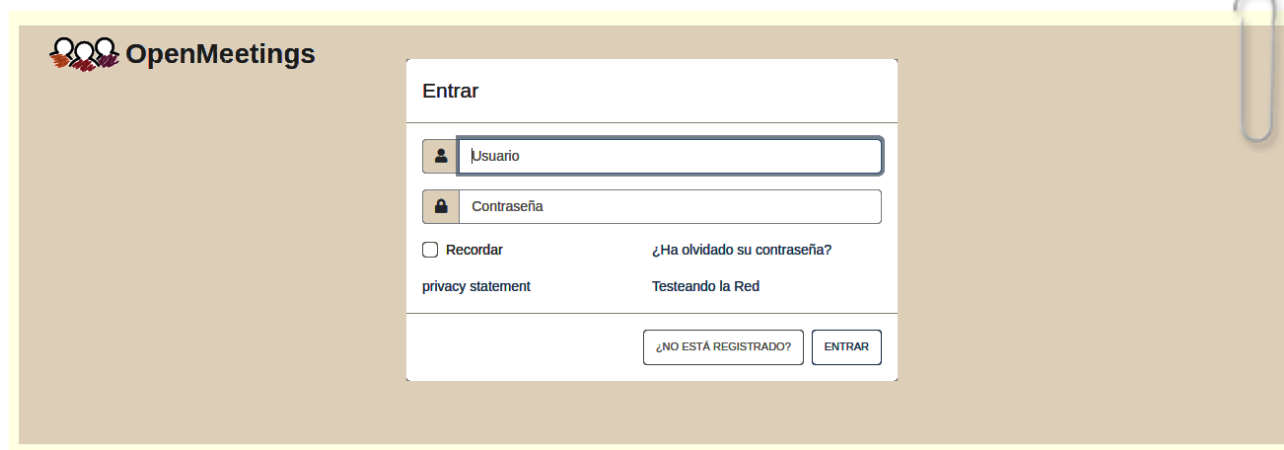 OpenMeetings
Entrar
Usuario
Contraseña
Recordar
¿Ha olvidado su contraseña?
privacy statement
Testeando la Red
¿NO ESTÁ REGISTRADO?
ENTRAR